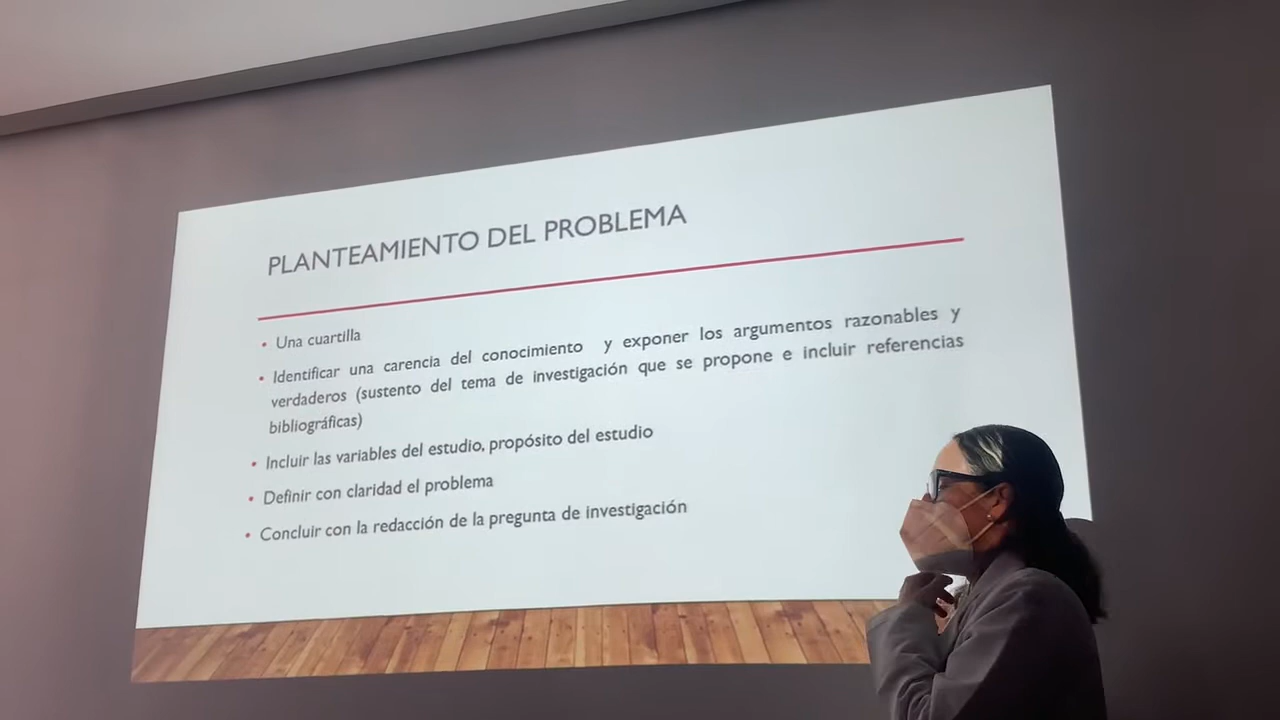 PLANTEAMIENTO DEL PROBLEMA
• Una cuartilla
• Identificar una carencia del conocimiento y exponer los argumentos razonables y
verdaderos (sustento del tema de investigación que se propone e incluir referencias
bibliográficas)
• Incluir las variables del estudio, propósito del estudio
• Definir con claridad el problema
• Concluir con la redacción de la pregunta de investigación